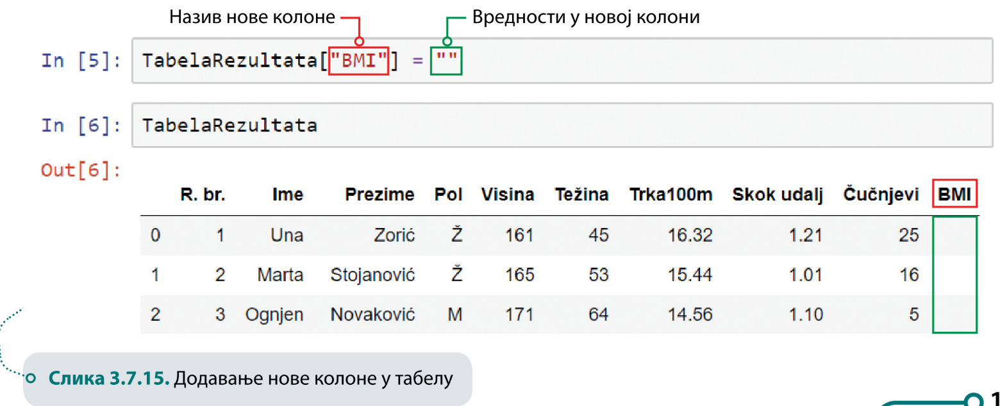 Назив нове колоне Вредности у новој колони
In [5]: TabelaRezultata["BMI"] = ""
In [6]: TabelaRezultata
Out[6]:
R. br. Ime Prezime Pol Visina Težina Trka100m Skok udalj Čučnjevi BMI
0 1 Una Zorić Ž 161 45 16.32 1.21 25
1 2 Marta Stojanović Ž 165 53 15.44 1.01 16
2 3 Ognjen Novaković M 171 64 14.56 1.10 5
Слика 3.7.15. Додавање нове колоне у табелу